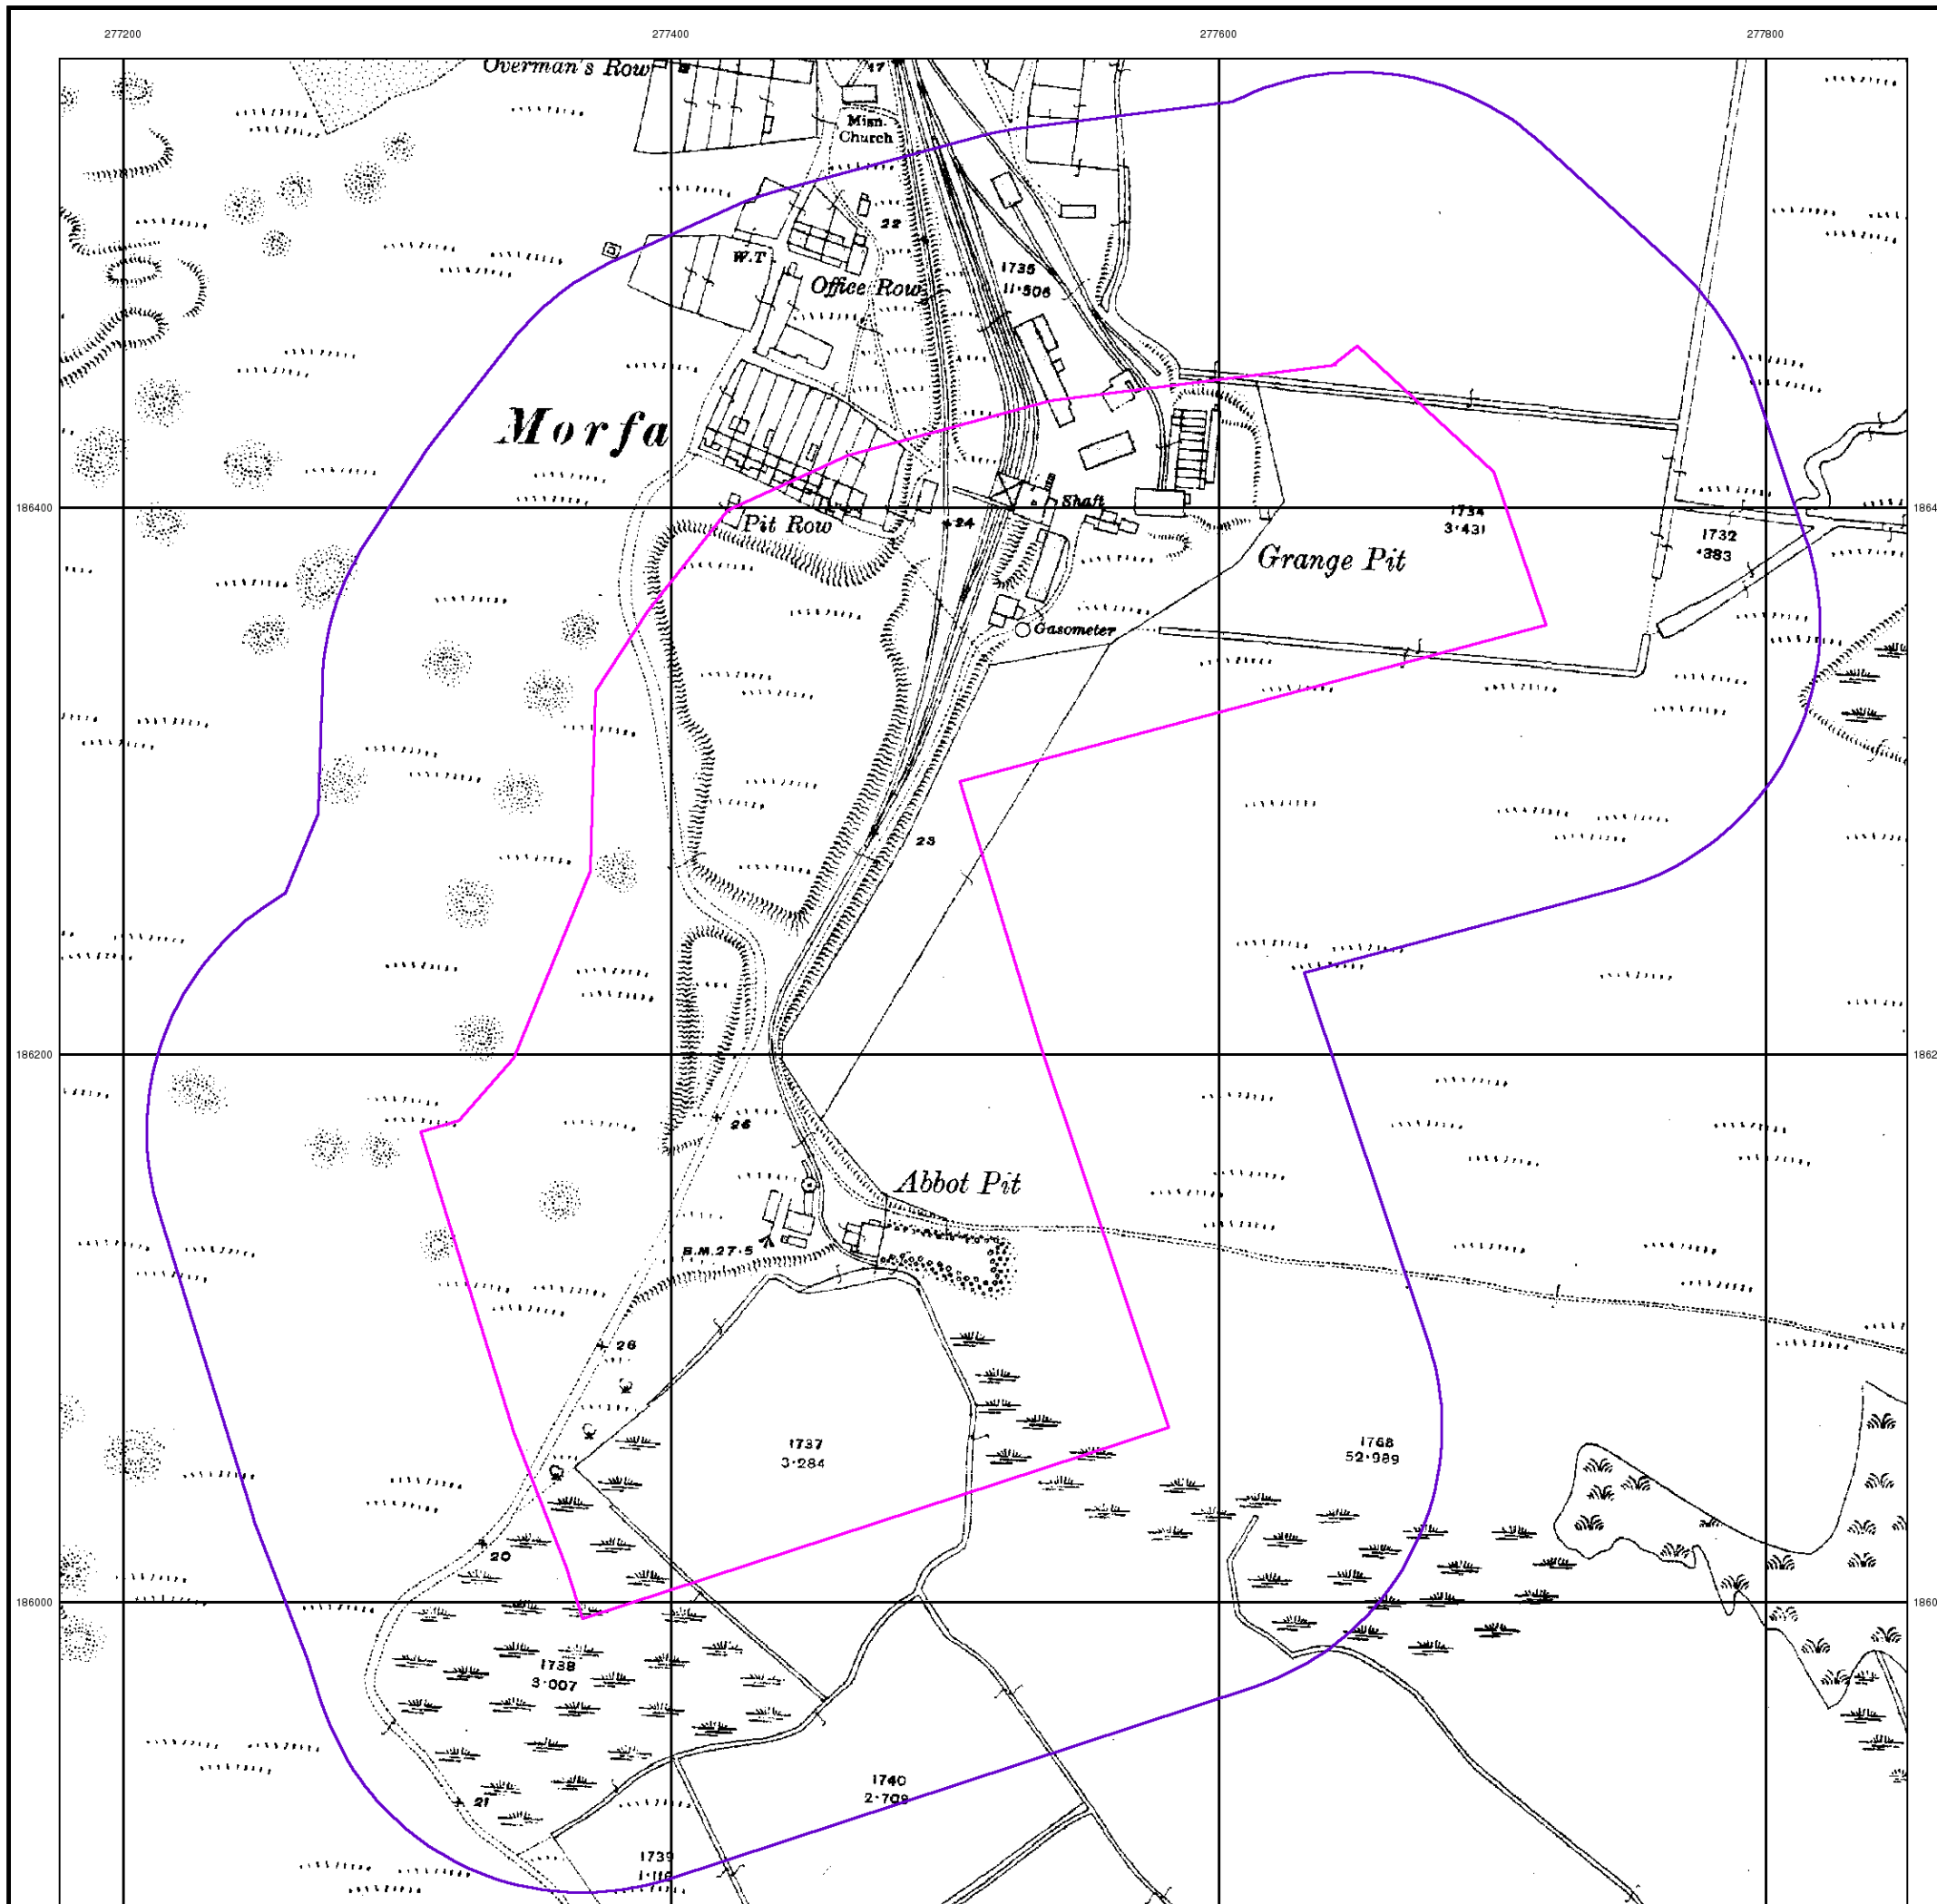 277200 277400 277600 277800
Overman's Row
17
Misn.
Church
22
W.T
1735
11·506
Office Row
Morfa
186400
Shaft
24
Pit Row
1734
3·431
1732
·383
Grange Pit
Gasometer
23
186200
26
Abbot Pit
B.M.27·5
26
1737
3·284
1768
52·989
20
186000
1738
3·007
1740
2·709
21
1739